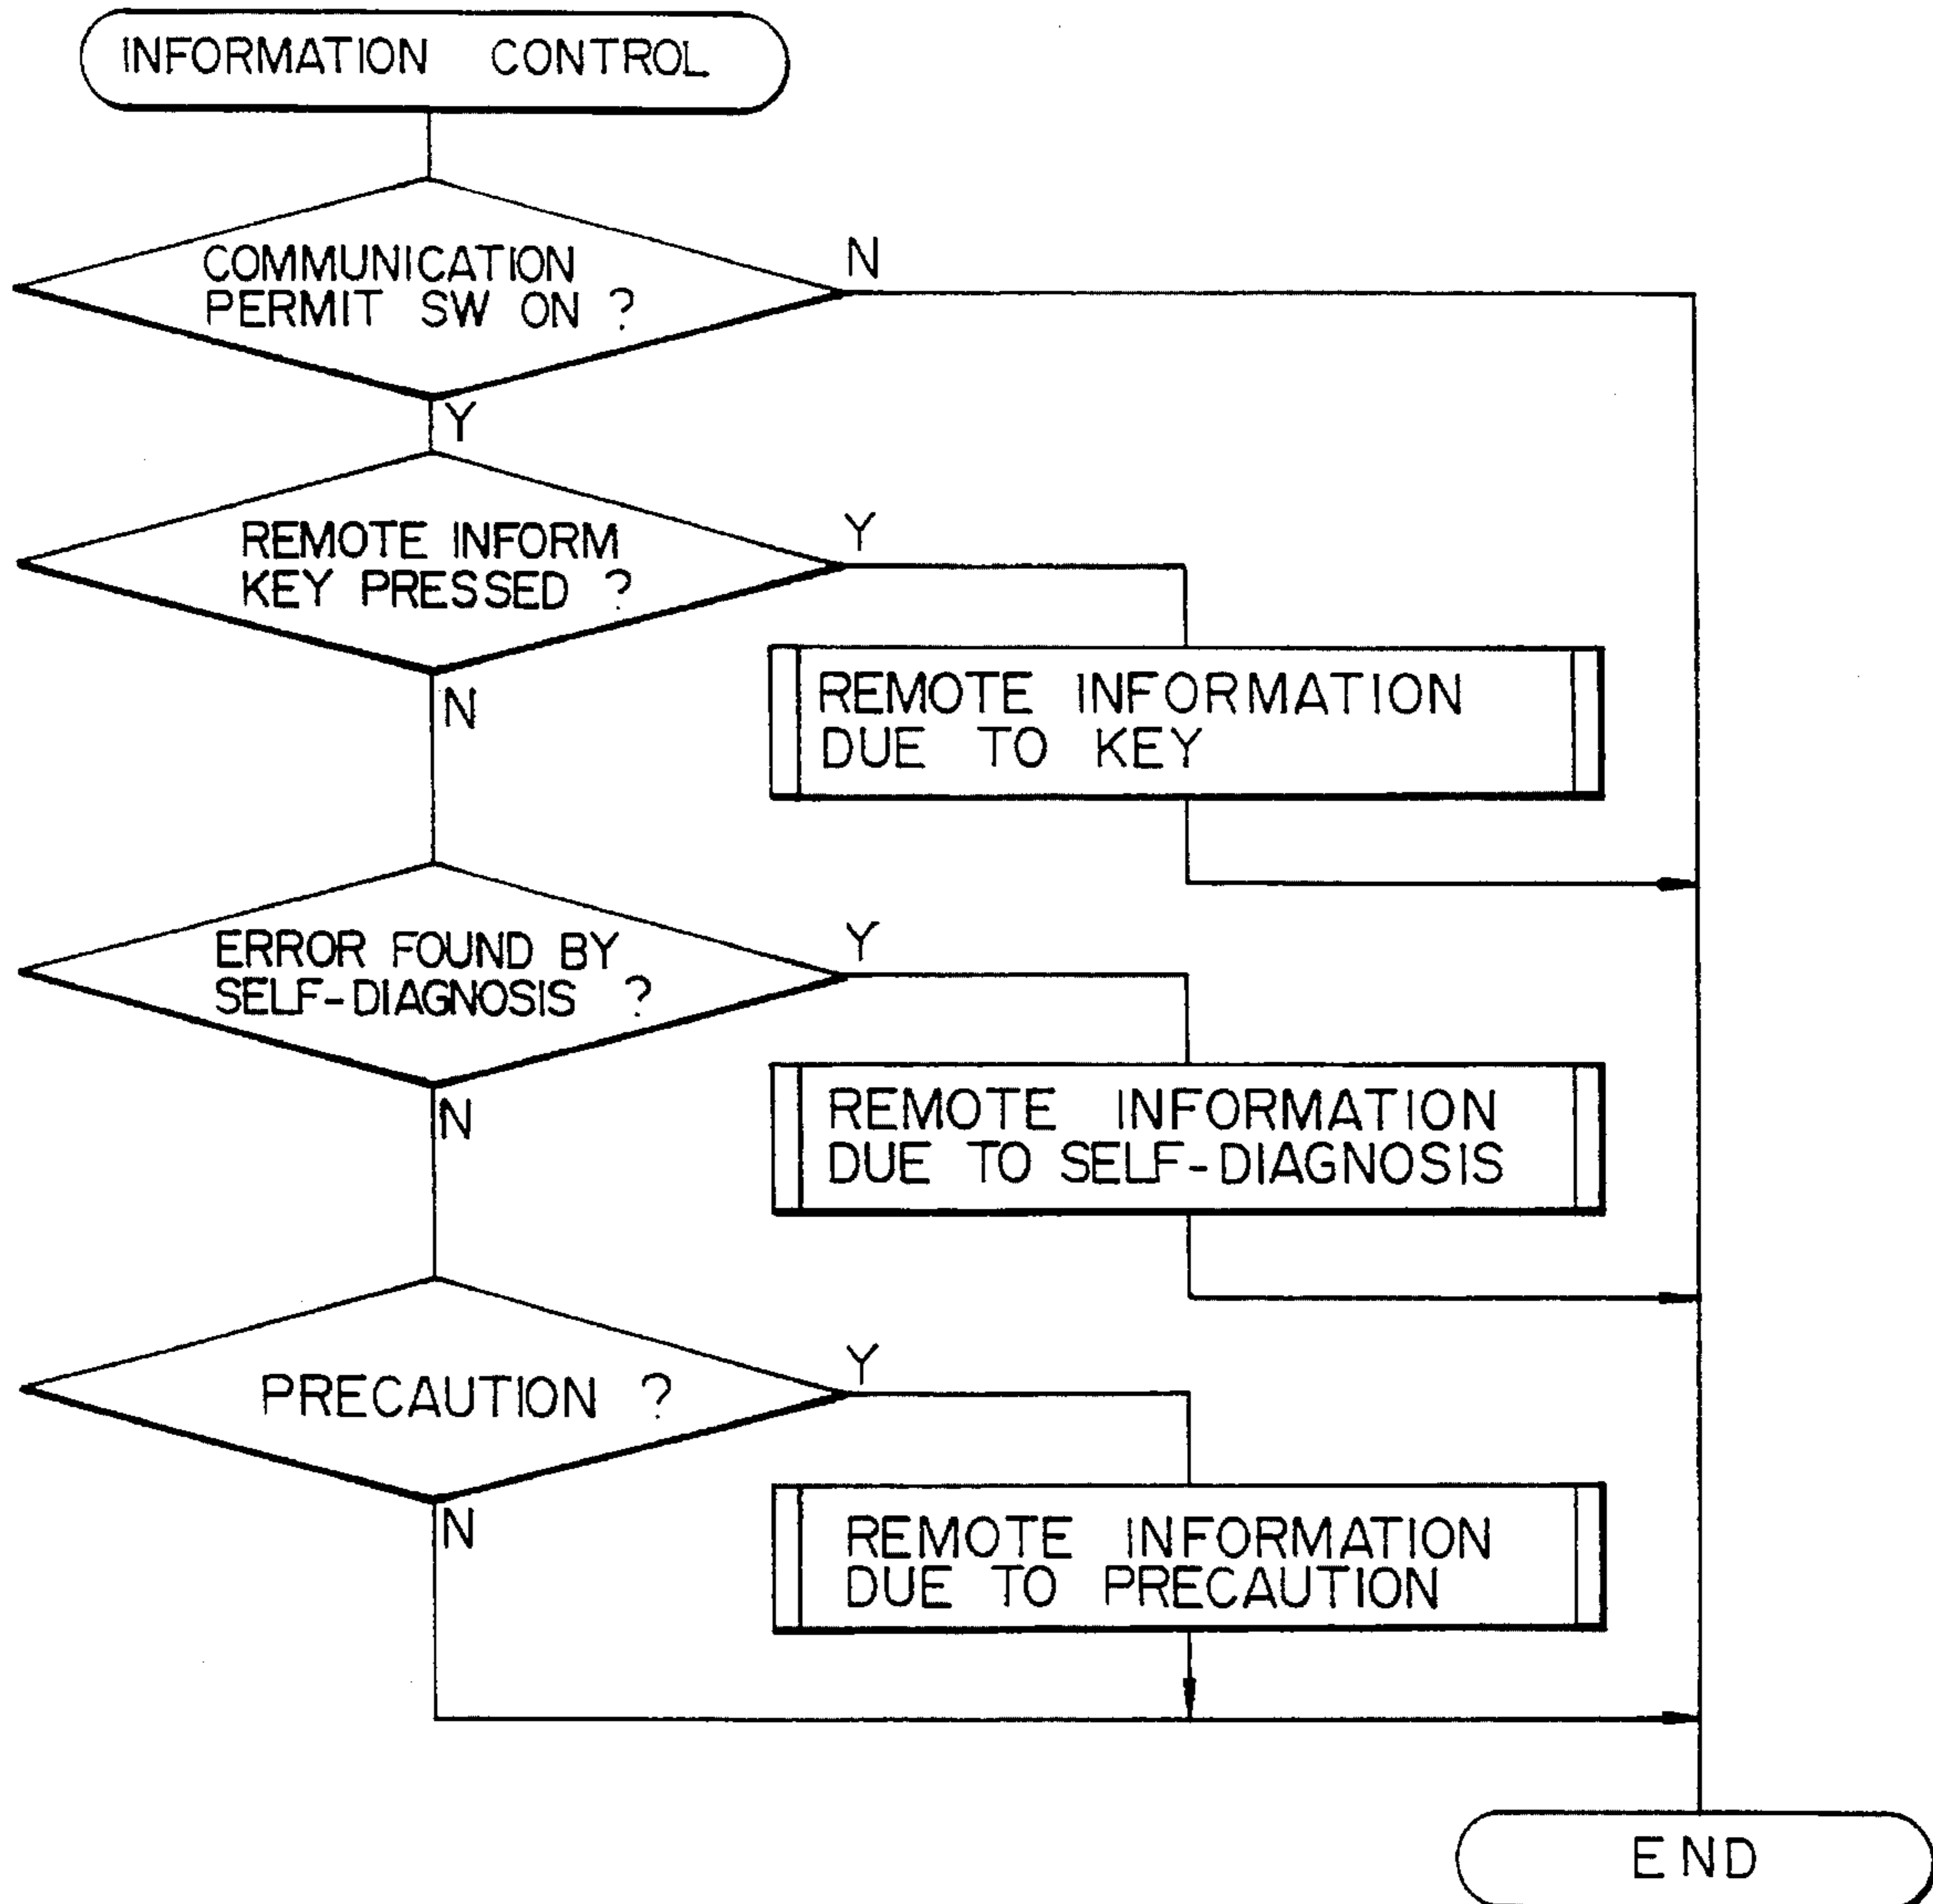 INFORMATION CONTROL
COMMUNICATION
PERMIT SW ON ?
N
Y
REMOTE INFORM
KEY PRESSED ?
Y
N
REMOTE INFORMATION
DUE TO KEY
ERROR FOUND BY
SELF-DIAGNOSIS ?
Y
N
REMOTE INFORMATION
DUE TO SELF-DIAGNOSIS
PRECAUTION ?
Y
N
REMOTE INFORMATION
DUE TO PRECAUTION
END